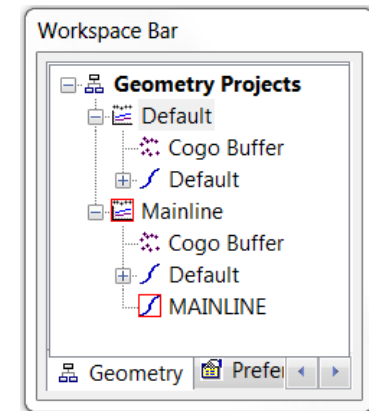 Workspace Bar
Geometry Projects
Default
Cogo Buffer
Default
Mainline
Cogo Buffer
Default
MAINLINE
Geometry Prefe